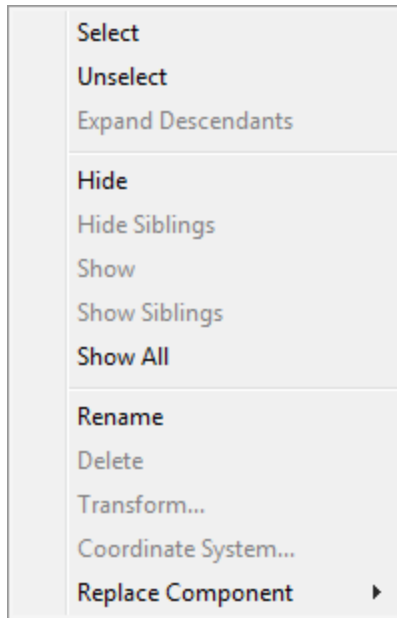 Select
Unselect
Expand Descendants
Hide
Hide Siblings
Show
Show Siblings
Show All
Rename
Delete
Transform...
Coordinate System...
Replace Component